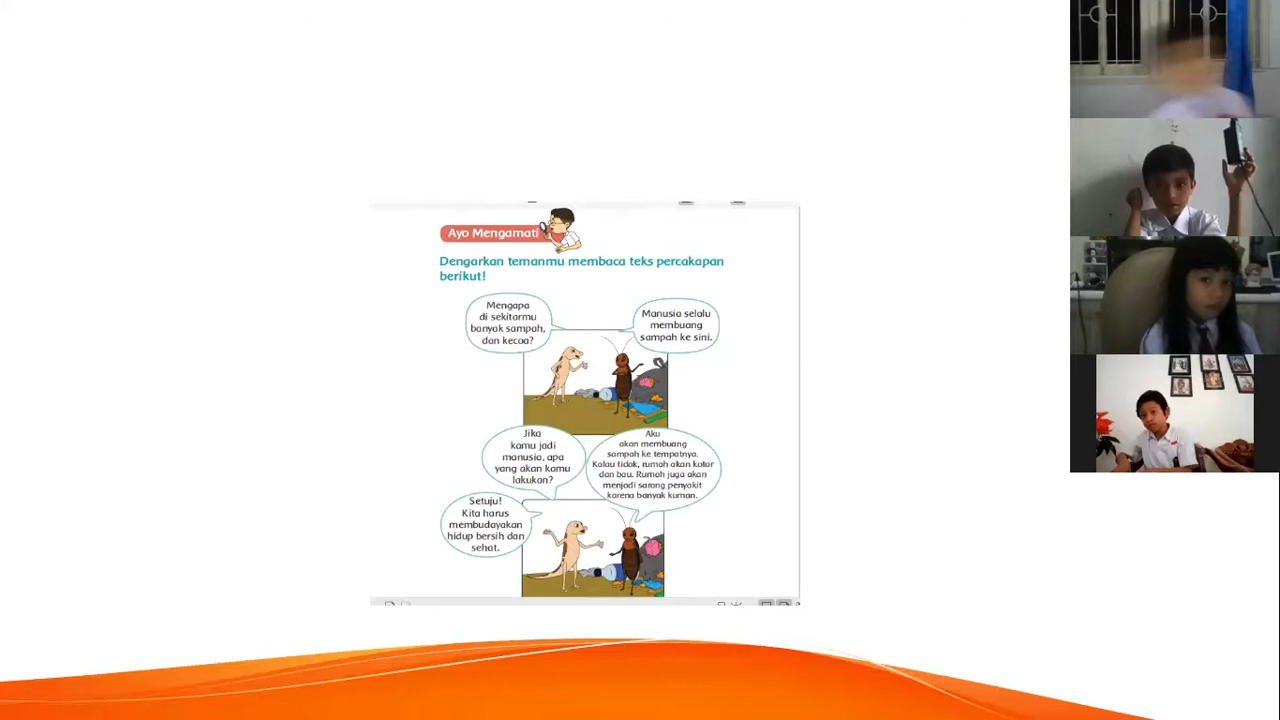 Ayo Mengamati
Dengarkan temanmu membaca teks percakapan
berikut!
Mengapa
di sekitarmu
banyak sampah,
dan kecoa?
Manusia selalu
membuang
sampah ke sini.
Jika
kamu jadi
manusia, apa
yang akan kamu
lakukan?
Aku
akan membuang
sampah ke tempatnya.
Kalau tidak, rumah akan kotor
dan bau. Rumah juga akan
menjadi sarang penyakit
karena banyak kuman.
Setuju!
Kita harus
membudayakan
hidup bersih dan
sehat.